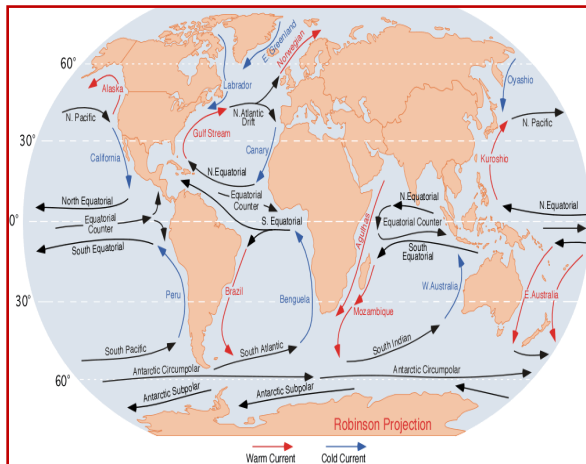 E. Greenland
Norwegian
60°
Alaska
Labrador
Oyashio
N. Pacific
N. Atlantic
Drift
N. Pacific
Gulf Stream
30°
California
Canary
Kuroshio
N. Equatorial
North Equatorial
Equatorial
Counter
N. Equatorial
N. Equatorial
Equatorial
Counter
0°
S. Equatorial
Equatorial Counter
South Equatorial
South
Equatorial
Agulhas
Peru
Brazil
Benguela
Mozambique
W. Australia
E. Australia
30°
South Pacific
South Atlantic
South Indian
Antarctic Circumpolar
Antarctic Circumpolar
60°
Antarctic Subpolar
Antarctic Subpolar
Robinson Projection
Warm Current
Cold Current